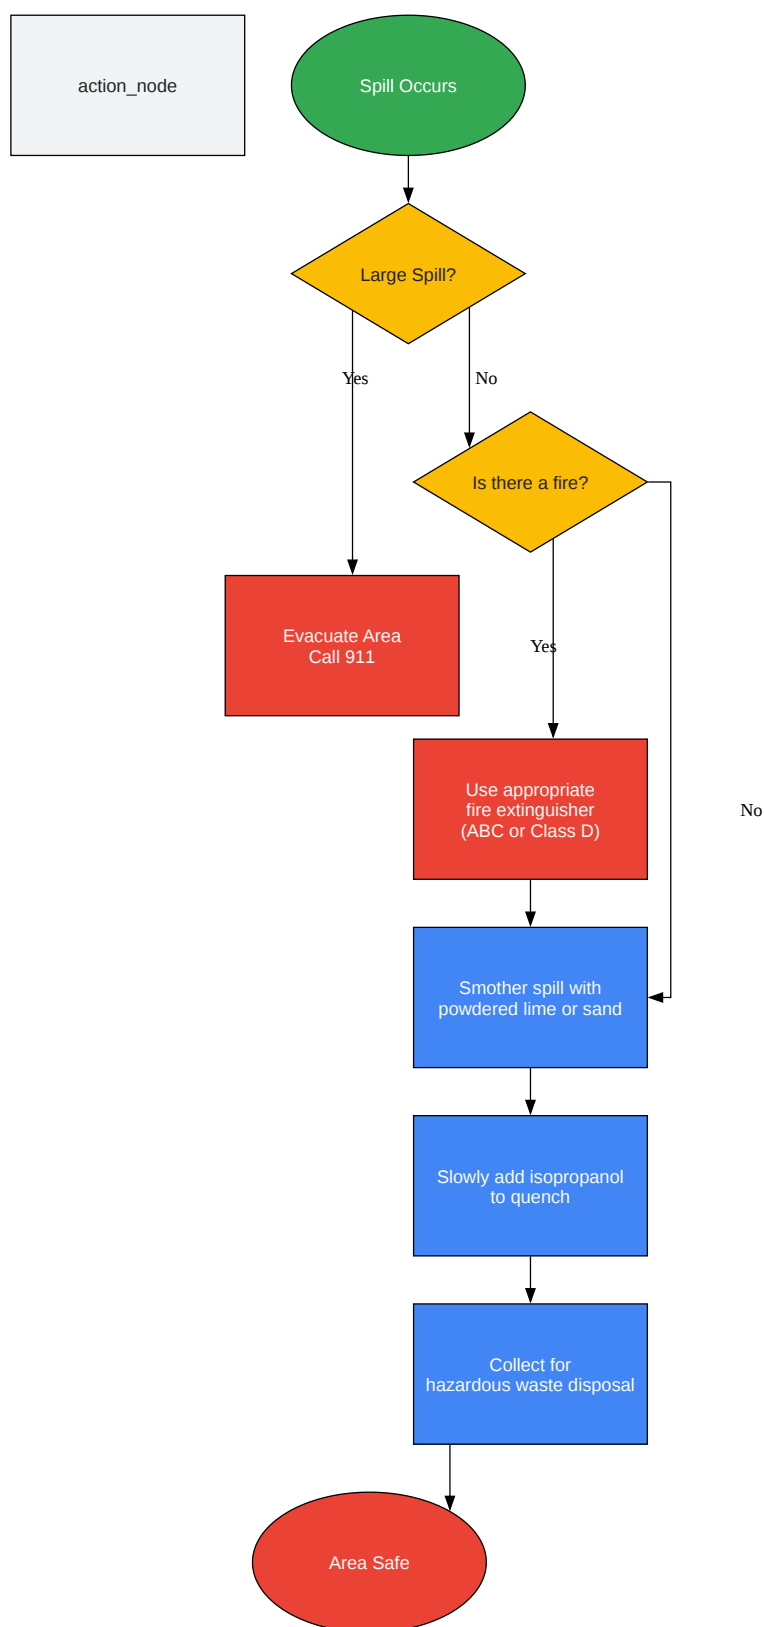 action_node
Spill Occurs
Large Spill?
Yes
No
Is there a fire?
Evacuate Area
Call 911
Yes
Use appropriate
fire extinguisher
(ABC or Class D)
No
Smother spill with
powdered lime or sand
Slowly add isopropanol
to quench
Collect for
hazardous waste disposal
Area Safe